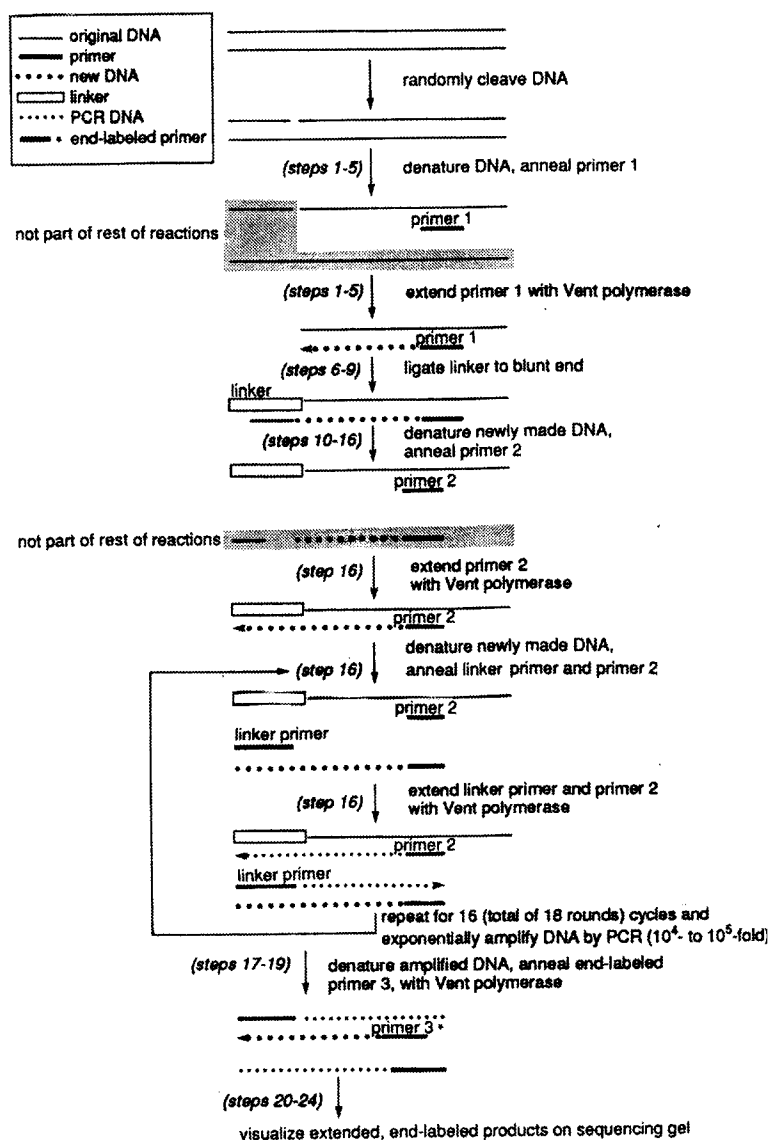 original DNA
primer
new DNA
linker
PCR DNA
end-labeled primer
randomly cleave DNA
(steps 1-5) denature DNA, anneal primer 1
not part of rest of reactions
primer 1
(steps 1-5) extend primer 1 with Vent polymerase
primer 1
(steps 6-9) ligate linker to blunt end
linker
(steps 10-16) denature newly made DNA,
anneal primer 2
primer 2
not part of rest of reactions
(step 16) extend primer 2
with Vent polymerase
primer 2
(step 16) denature newly made DNA,
anneal linker primer and primer 2
primer 2
linker primer
(step 16) extend linker primer and primer 2
with Vent polymerase
primer 2
linker primer
repeat for 16 (total of 18 rounds) cycles and
exponentially amplify DNA by PCR (10⁴- to 10⁵-fold)
(steps 17-19) denature amplified DNA, anneal end-labeled
primer 3, with Vent polymerase
primer 3*
(steps 20-24)
visualize extended, end-labeled products on sequencing gel